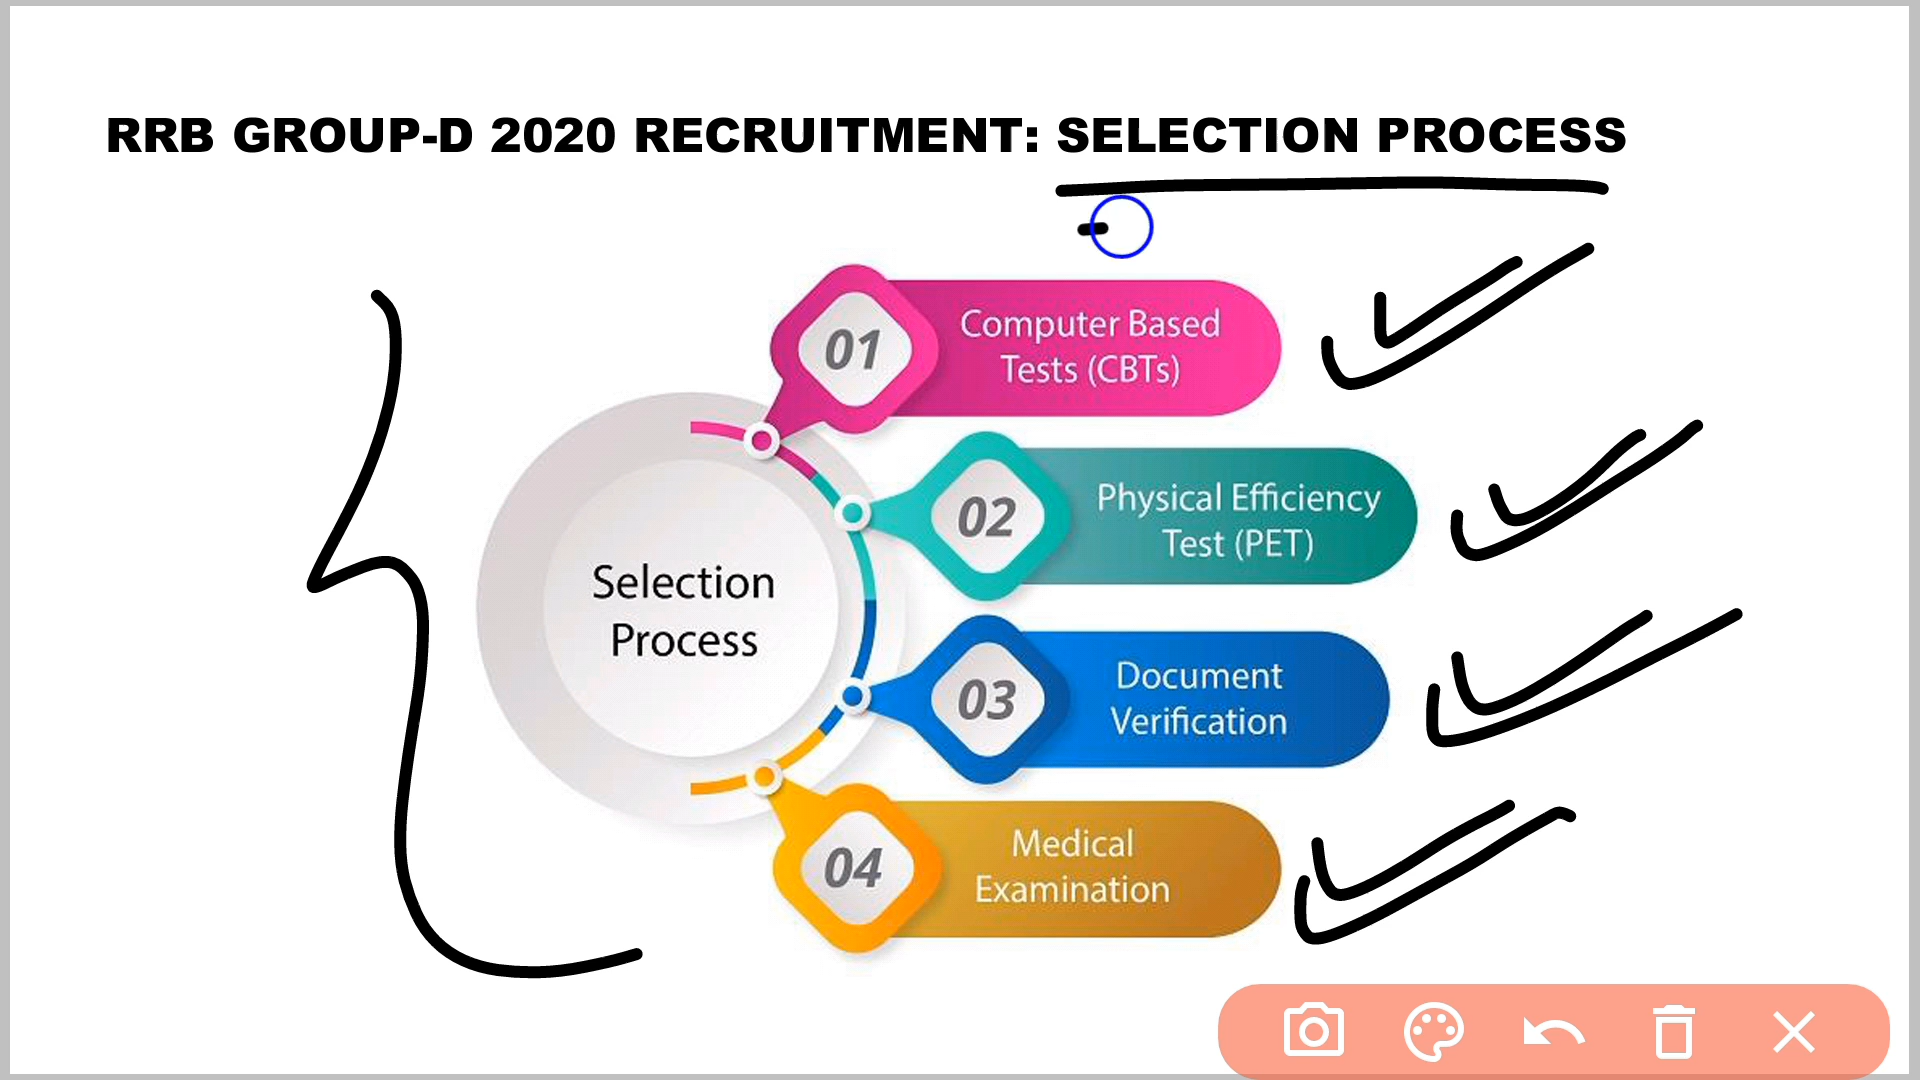 RRB GROUP-D 2020 RECRUITMENT: SELECTION PROCESS
01
Computer Based
Tests (CBTs)
02
Physical Efficiency
Test (PET)
Selection
Process
03
Document
Verification
04
Medical
Examination